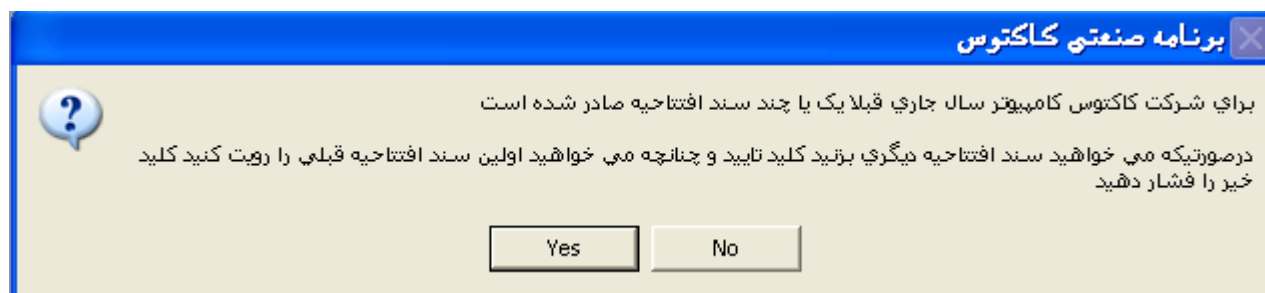 برنامه صنعتي كاكتوس
براي شركت كاكتوس كامپيوتر سال جاري قبلا يک يا چند سند افتتاحيه صادر شده است
درصورتيكه مي خواهيد سند افتتاحيه ديگري بزنيد كليد تاييد و چنانچه مي خواهيد اولين سند افتتاحيه قبلي را رويت كنيد كليد
خير را فشار دهيد
Yes No